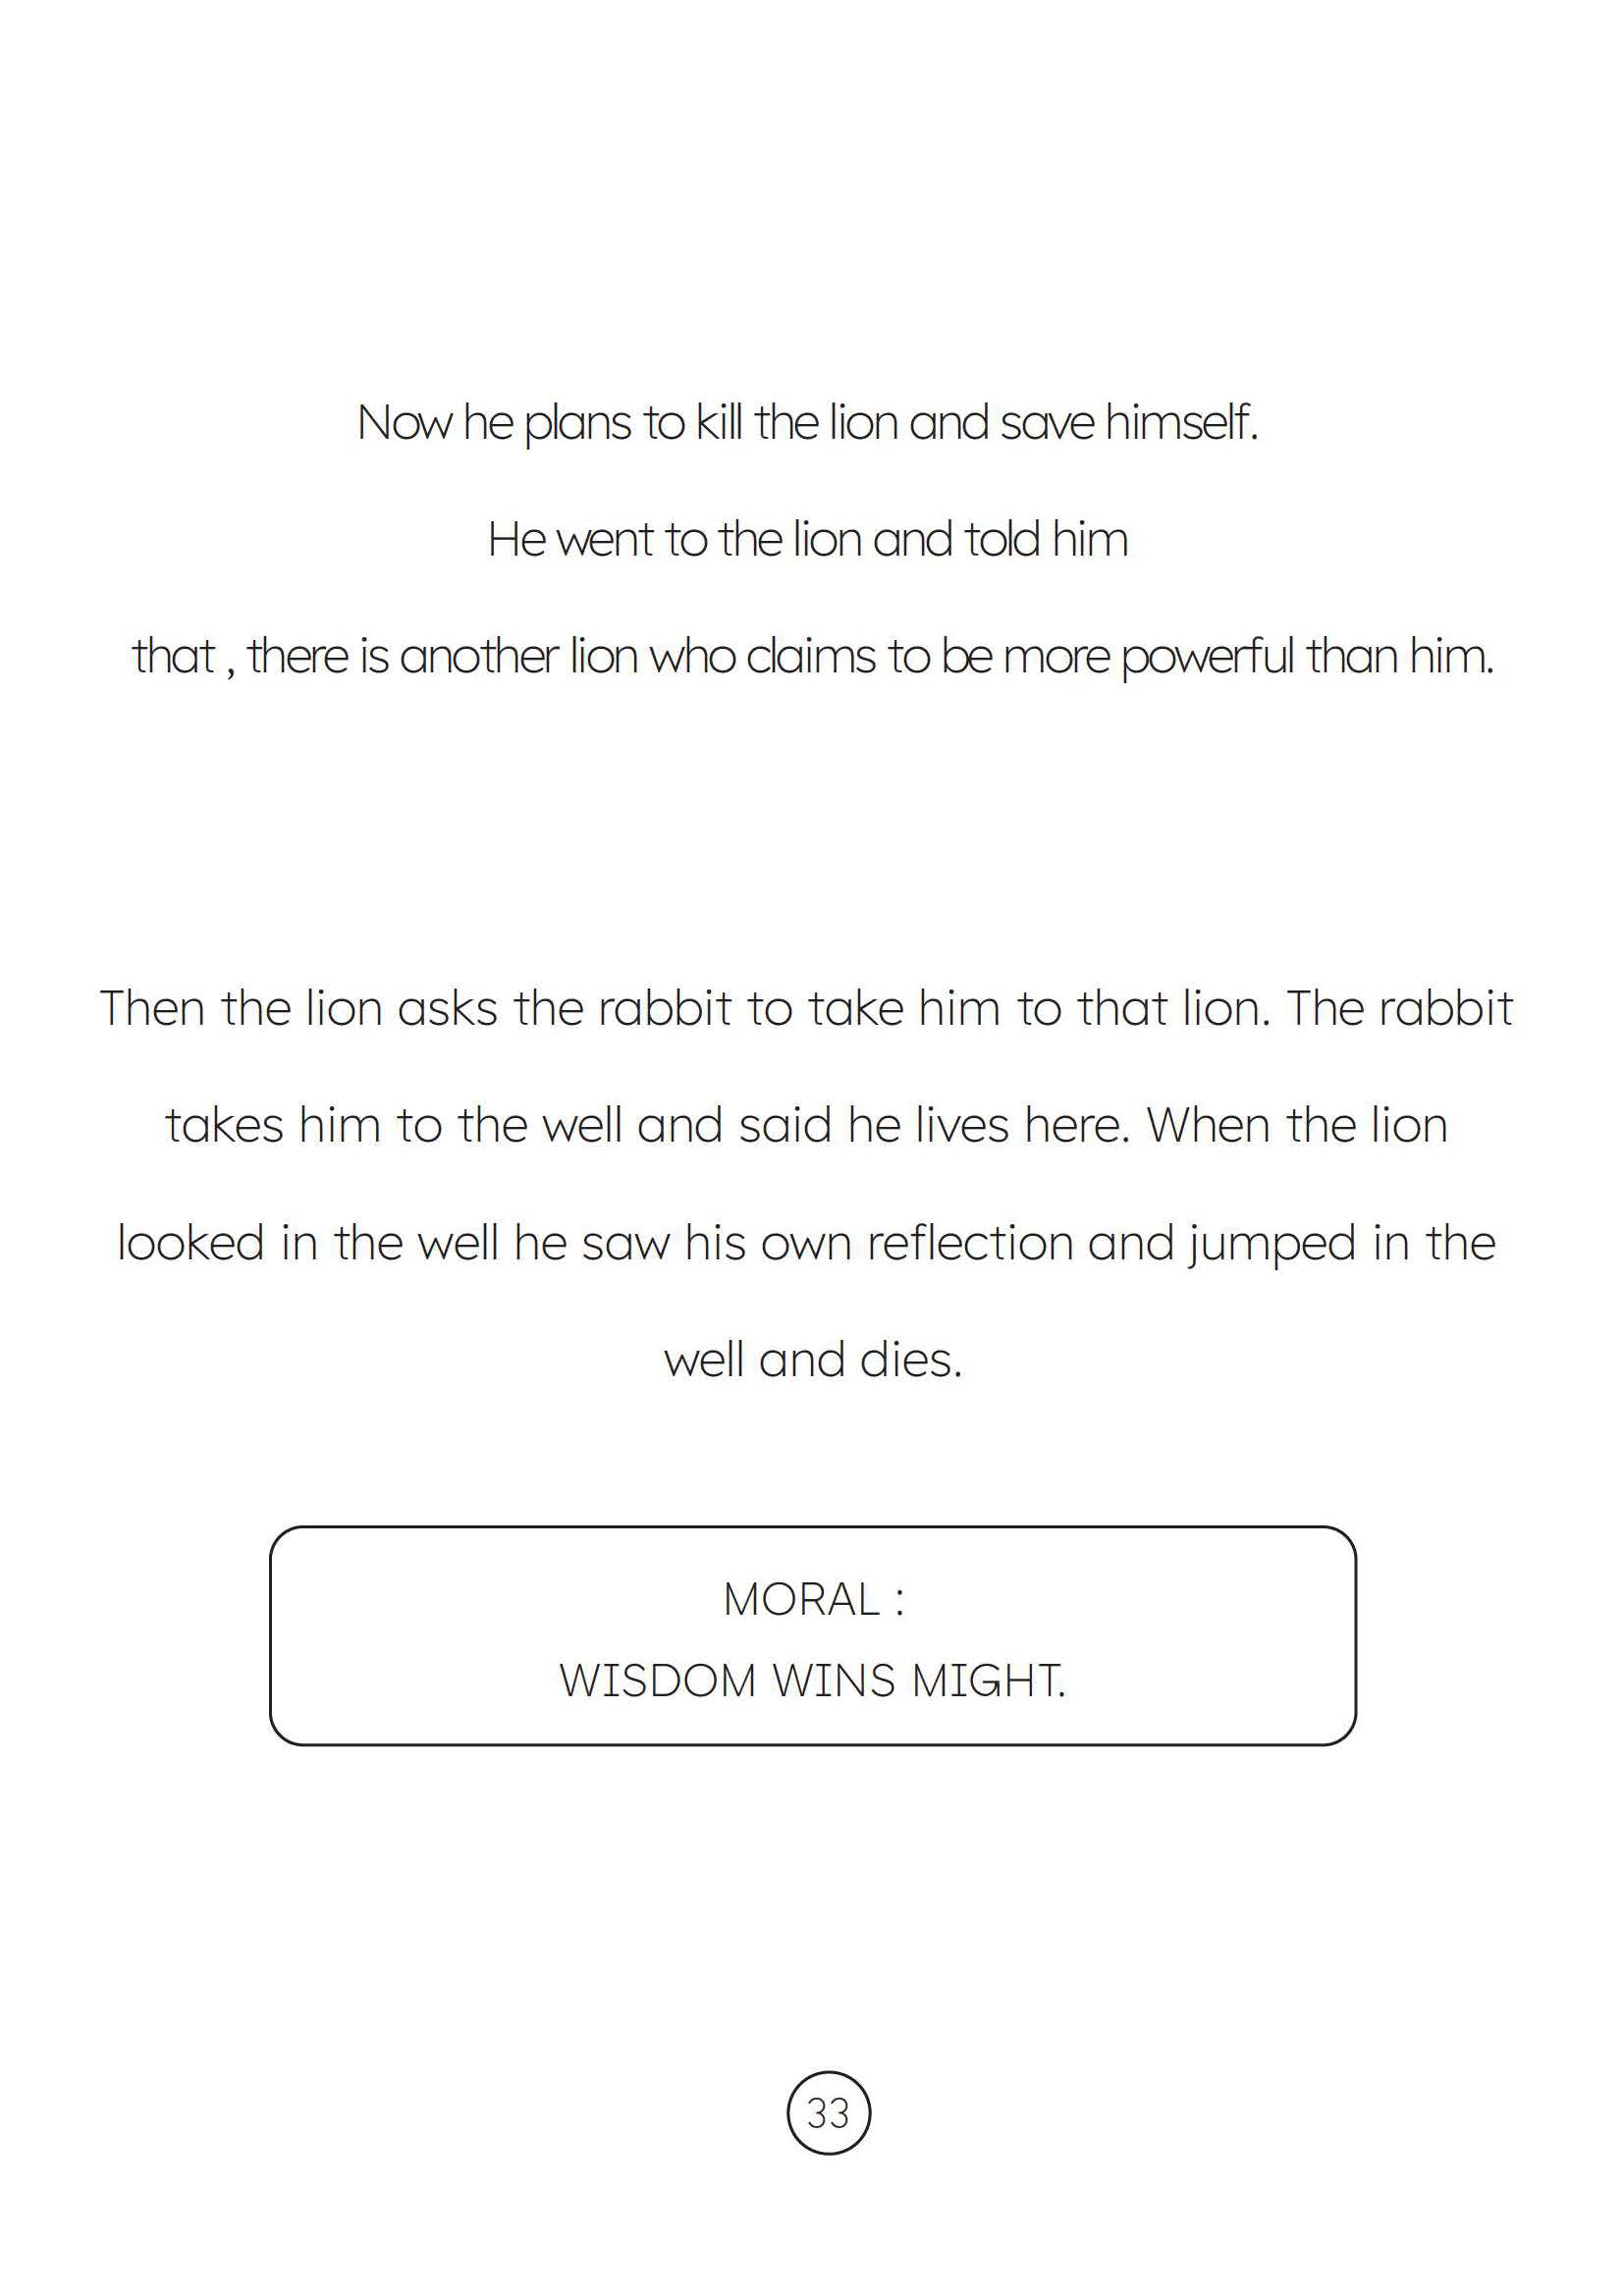 Now he plans to kill the lion and save himself.
He went to the lion and told him
that , there is another lion who claims to be more powerful than him.
Then the lion asks the rabbit to take him to that lion. The rabbit
takes him to the well and said he lives here. When the lion
looked in the well he saw his own reflection and jumped in the
well and dies.
MORAL :
WISDOM WINS MIGHT.
33